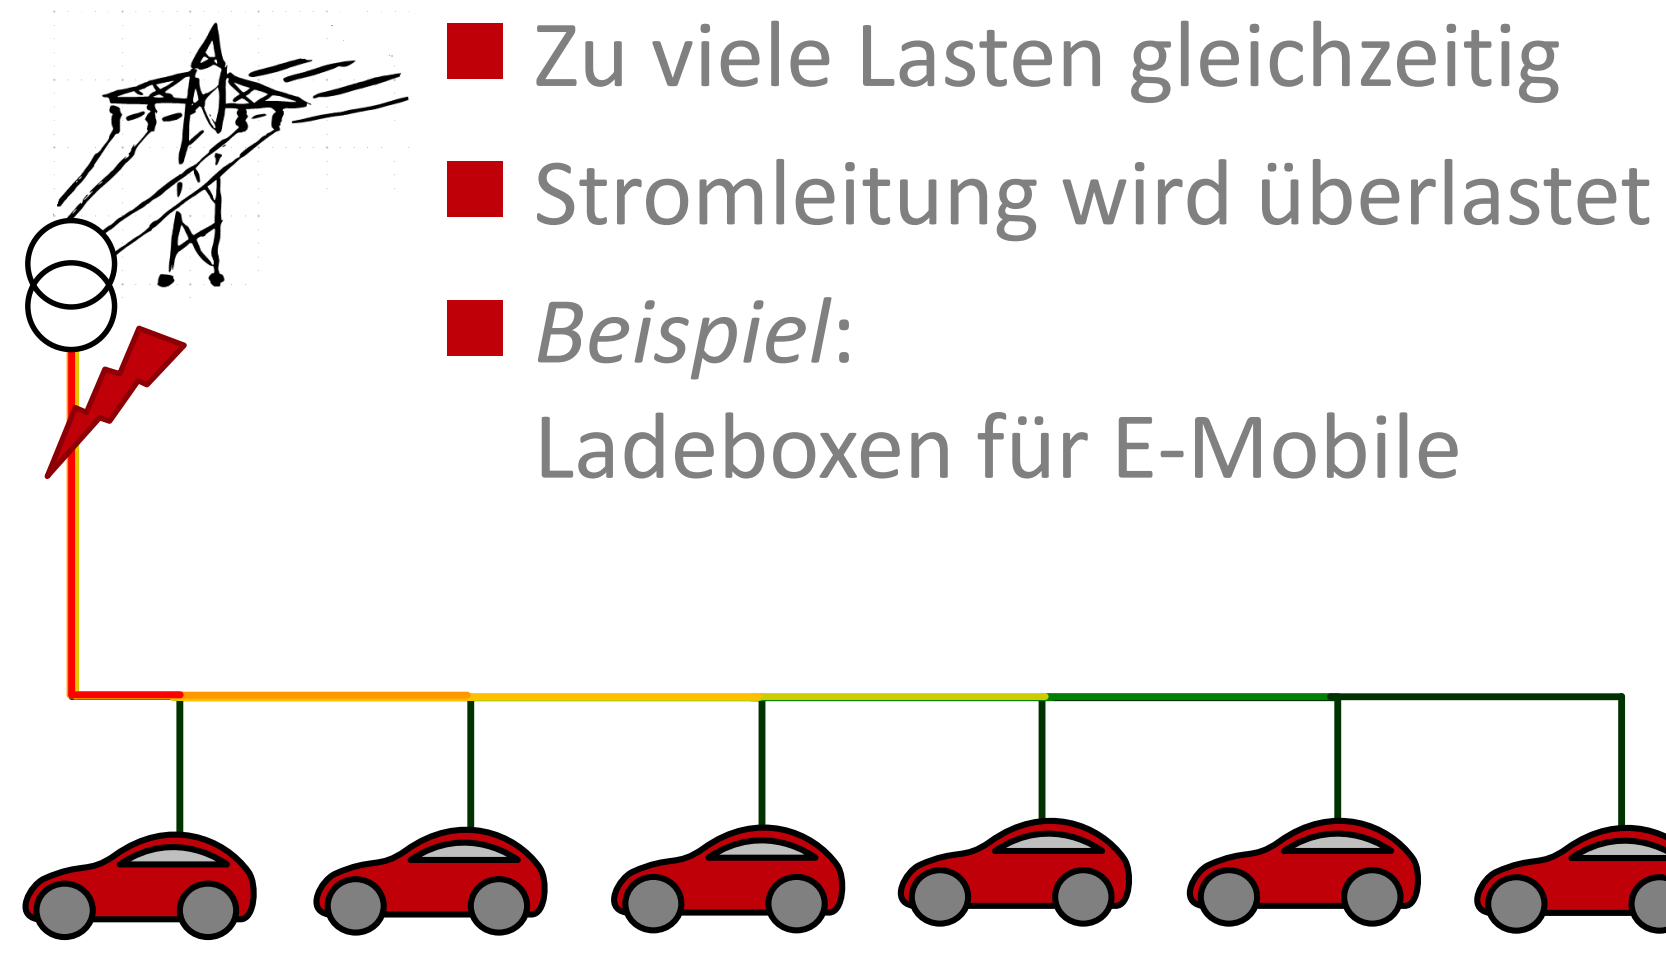 Zu viele Lasten gleichzeitig
Stromleitung wird überlastet
Beispiel:
Ladeboxen für E-Mobile